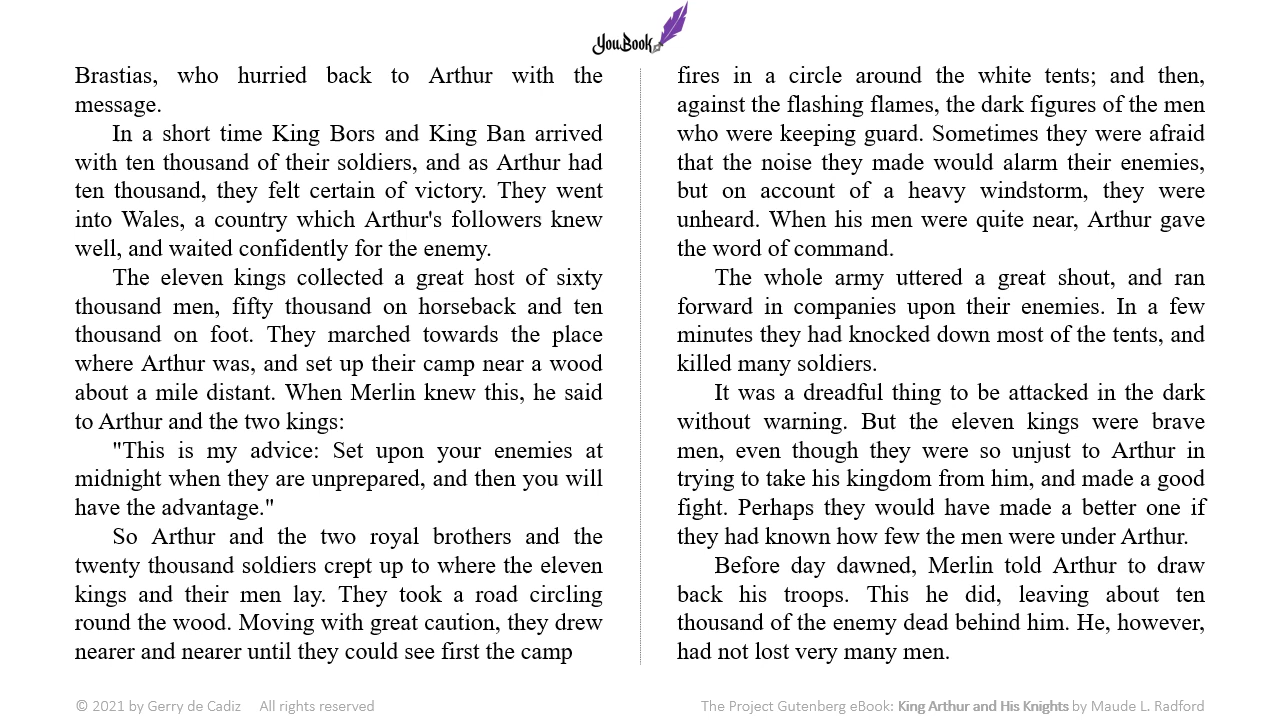 YouBook
Brastias, who hurried back to Arthur with the
message.
In a short time King Bors and King Ban arrived
with ten thousand of their soldiers, and as Arthur had
ten thousand, they felt certain of victory. They went
into Wales, a country which Arthur's followers knew
well, and waited confidently for the enemy.
The eleven kings collected a great host of sixty
thousand men, fifty thousand on horseback and ten
thousand on foot. They marched towards the place
where Arthur was, and set up their camp near a wood
about a mile distant. When Merlin knew this, he said
to Arthur and the two kings:
"This is my advice: Set upon your enemies at
midnight when they are unprepared, and then you will
have the advantage."
So Arthur and the two royal brothers and the
twenty thousand soldiers crept up to where the eleven
kings and their men lay. They took a road circling
round the wood. Moving with great caution, they drew
nearer and nearer until they could see first the camp
fires in a circle around the white tents; and then,
against the flashing flames, the dark figures of the men
who were keeping guard. Sometimes they were afraid
that the noise they made would alarm their enemies,
but on account of a heavy windstorm, they were
unheard. When his men were quite near, Arthur gave
the word of command.
The whole army uttered a great shout, and ran
forward in companies upon their enemies. In a few
minutes they had knocked down most of the tents, and
killed many soldiers.
It was a dreadful thing to be attacked in the dark
without warning. But the eleven kings were brave
men, even though they were so unjust to Arthur in
trying to take his kingdom from him, and made a good
fight. Perhaps they would have made a better one if
they had known how few the men were under Arthur.
Before day dawned, Merlin told Arthur to draw
back his troops. This he did, leaving about ten
thousand of the enemy dead behind him. He, however,
had not lost very many men.
© 2021 by Gerry de Cadiz All rights reserved
The Project Gutenberg eBook: King Arthur and His Knights by Maude L. Radford